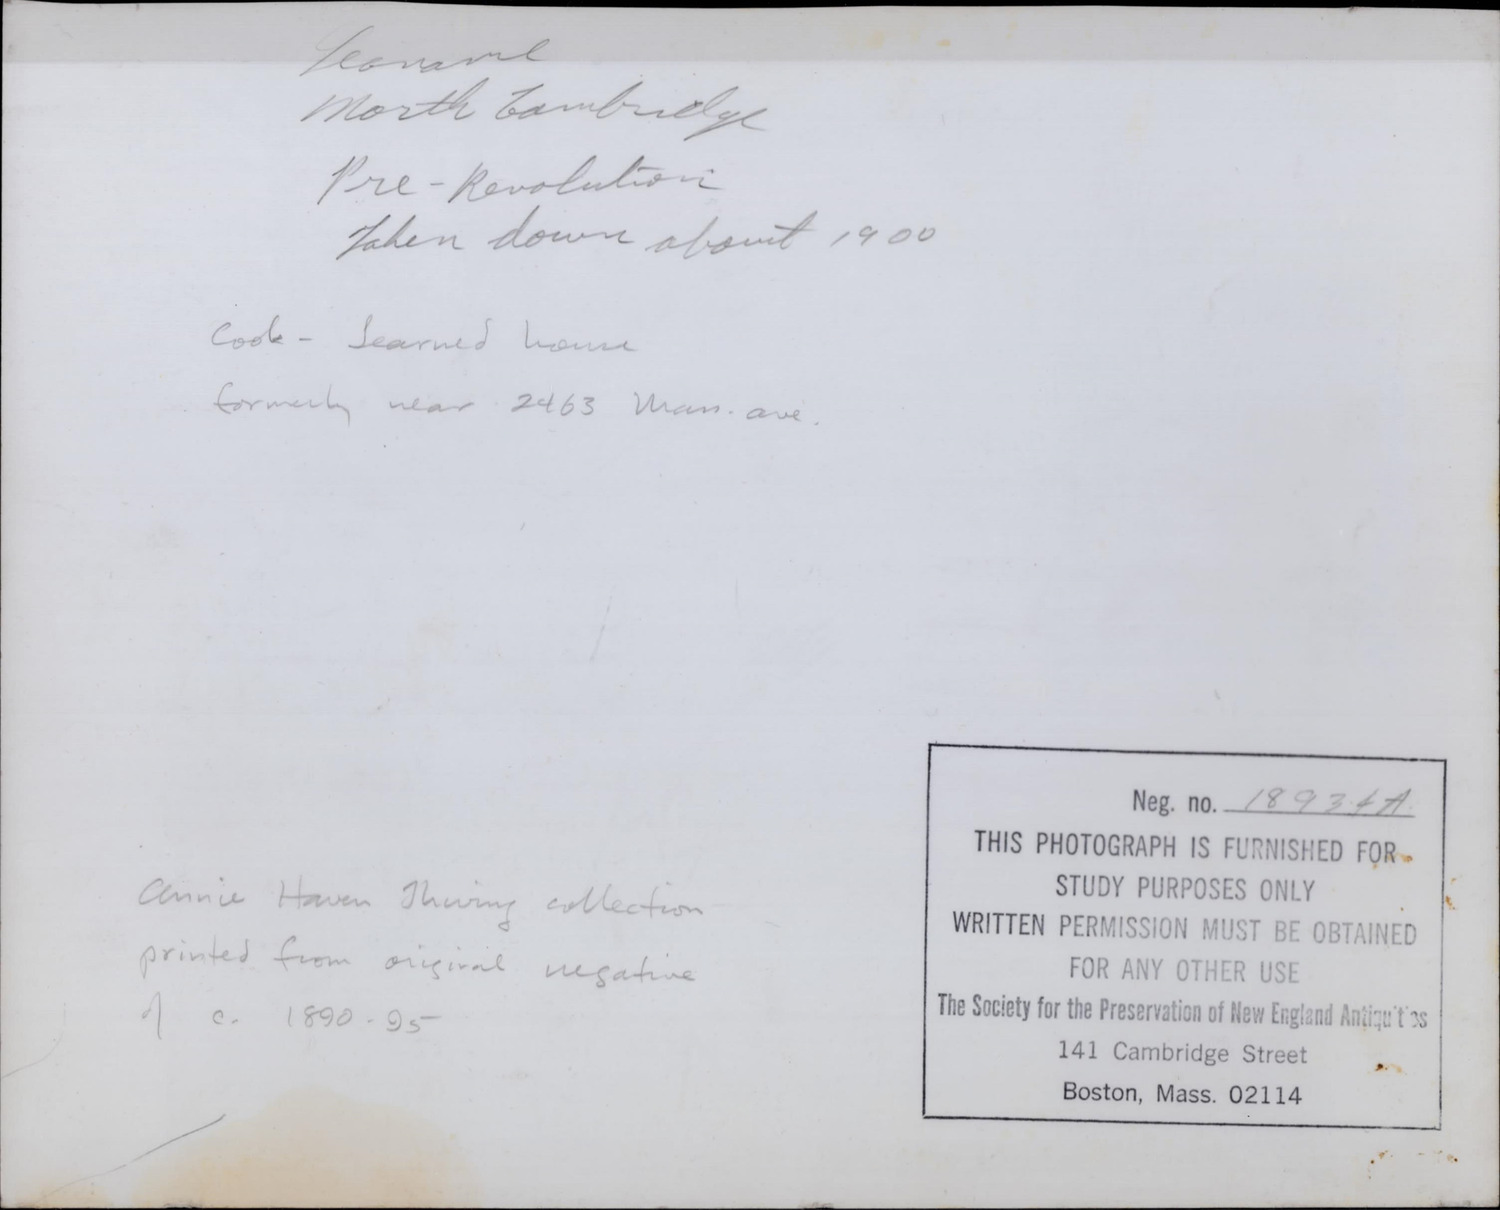 North Cambridge
Pre-Revolution
Taken down about 1900
Cook - Learned house
formerly near 2463 Mass. ave.
Annie Haven Thwing collection
printed from original negative
of c. 1890-95
Neg. no. 18934A
THIS PHOTOGRAPH IS FURNISHED FOR
STUDY PURPOSES ONLY
WRITTEN PERMISSION MUST BE OBTAINED
FOR ANY OTHER USE
The Society for the Preservation of New England Antiquities
141 Cambridge Street
Boston, Mass. 02114